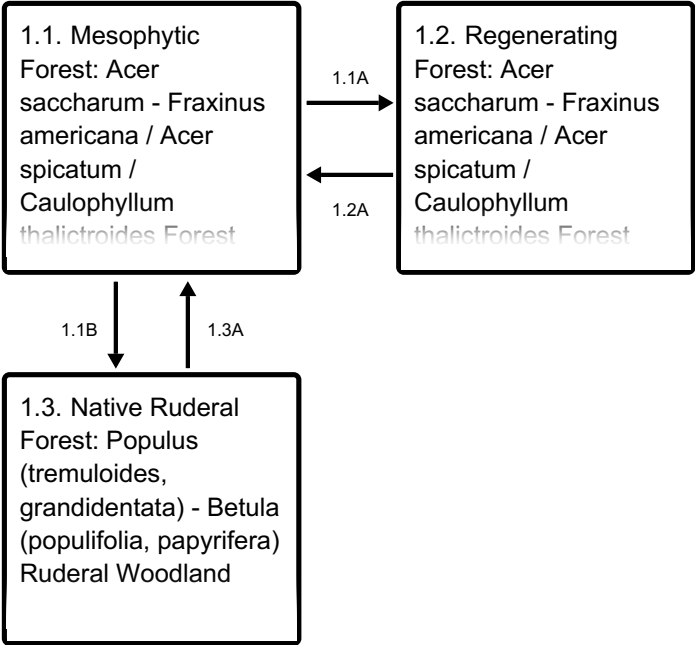 1.1. Mesophytic
Forest: Acer
saccharum - Fraxinus
americana / Acer
spicatum /
Caulophyllum
thalictroides Forest
1.1A
1.2A
1.2. Regenerating
Forest: Acer
saccharum - Fraxinus
americana / Acer
spicatum /
Caulophyllum
thalictroides Forest
1.1B
1.3A
1.3. Native Ruderal
Forest: Populus
(tremuloides,
grandidentata) - Betula
(populifolia, papyrifera)
Ruderal Woodland